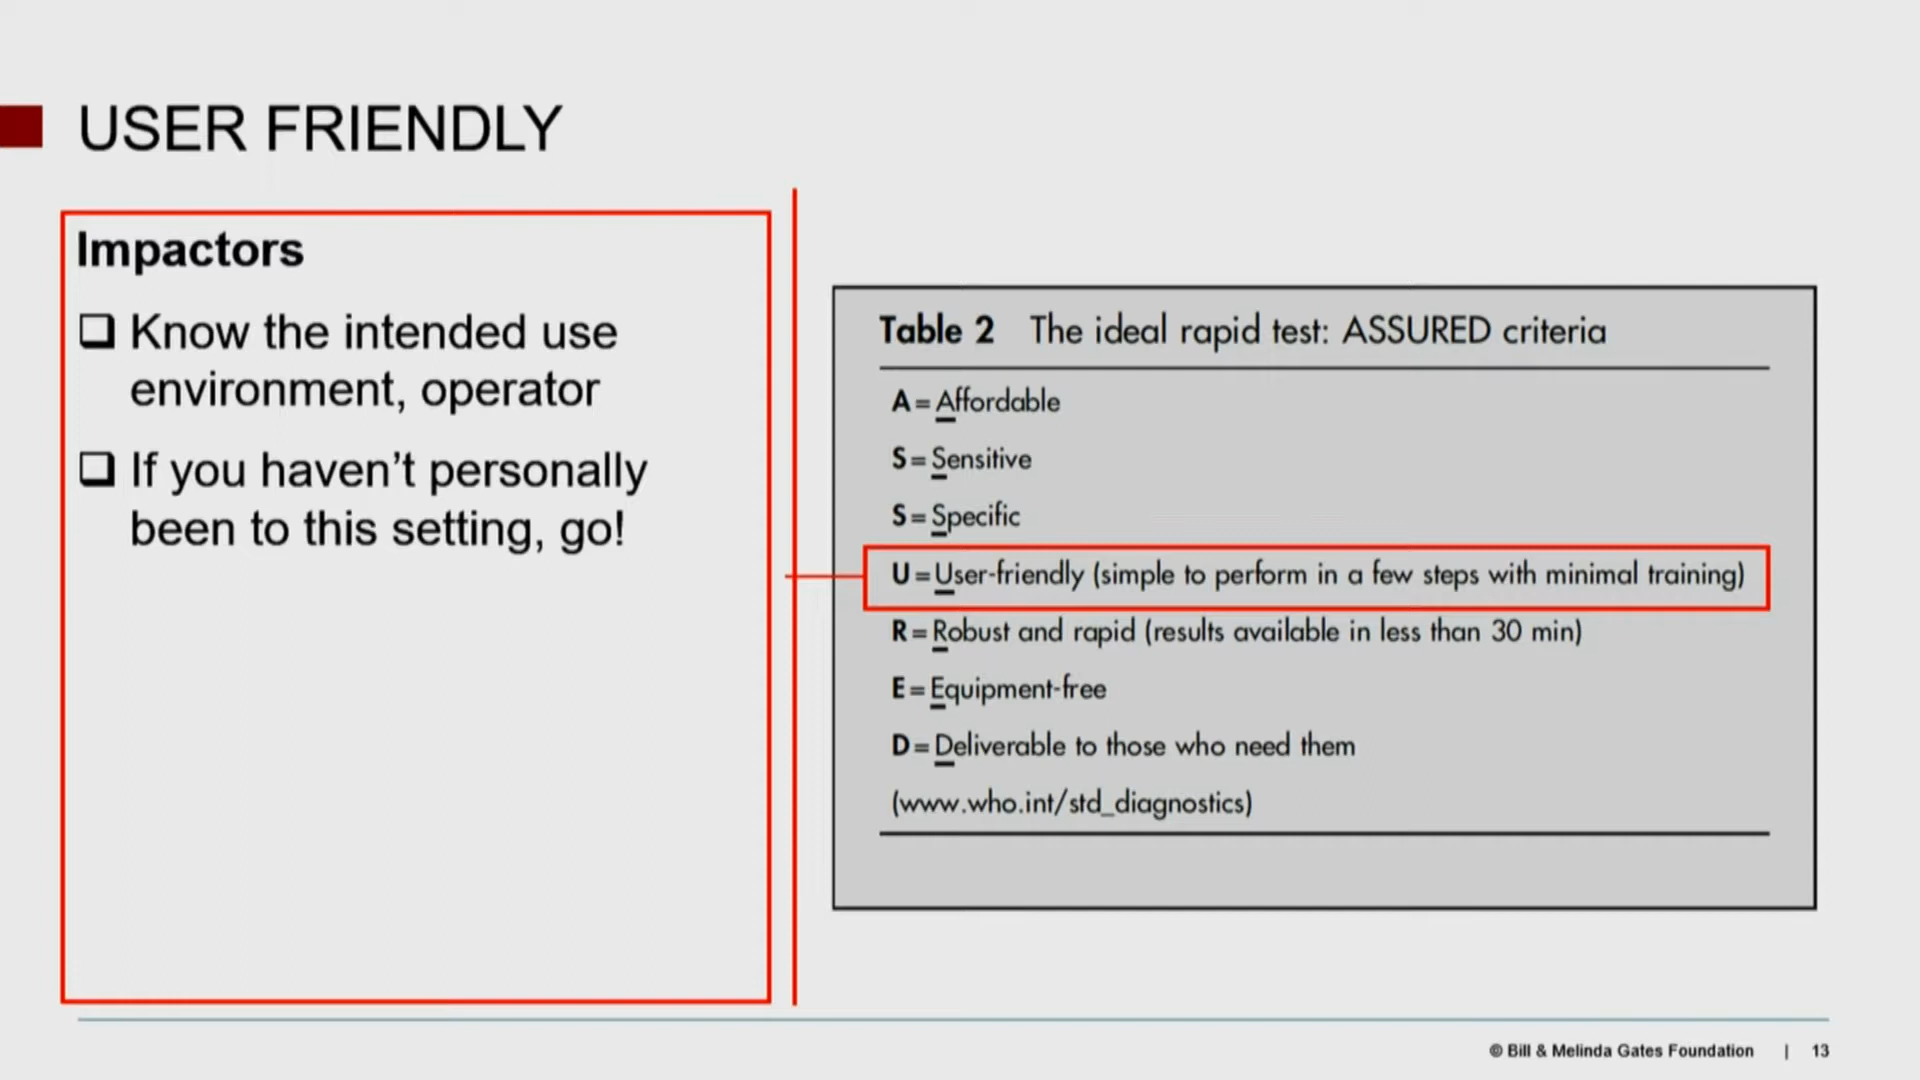 USER FRIENDLY
Impactors
Know the intended use
environment, operator
If you haven’t personally
been to this setting, go!
Table 2 The ideal rapid test: ASSURED criteria
A = Affordable
S = Sensitive
S = Specific
U = User-friendly (simple to perform in a few steps with minimal training)
R = Robust and rapid (results available in less than 30 min)
E = Equipment-free
D = Deliverable to those who need them
(www.who.int/std_diagnostics)
© Bill & Melinda Gates Foundation | 13